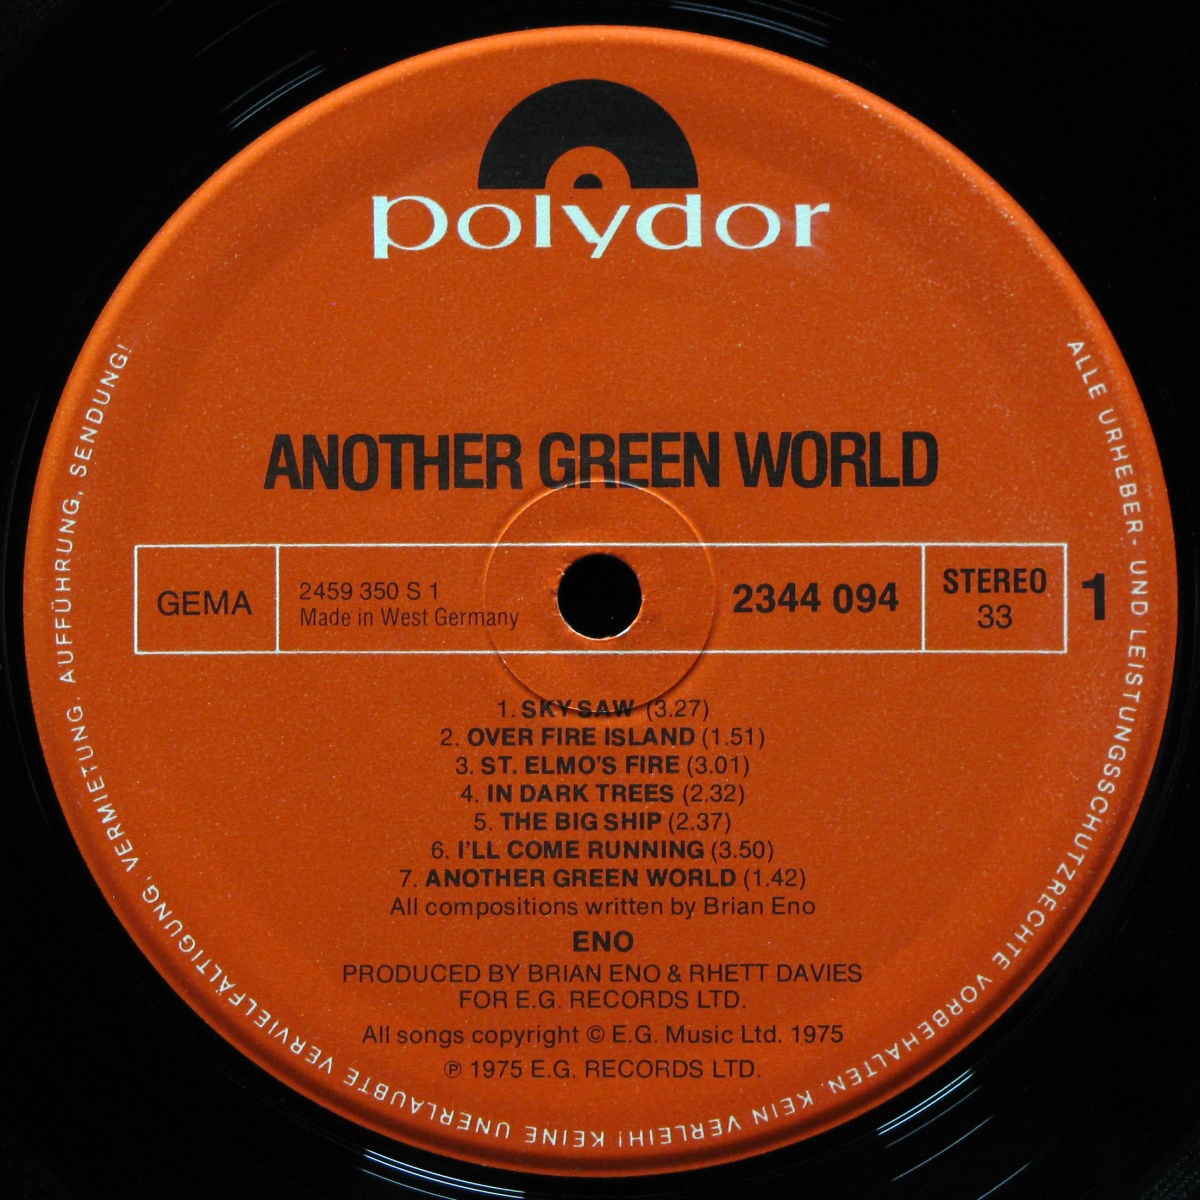 polydor
ANOTHER GREEN WORLD
GEMA
2459 350 S 1
Made in West Germany
2344 094
STEREO
33
1
1. SKY SAW (3.27)
2. OVER FIRE ISLAND (1.51)
3. ST. ELMO'S FIRE (3.01)
4. IN DARK TREES (2.32)
5. THE BIG SHIP (2.37)
6. I'LL COME RUNNING (3.50)
7. ANOTHER GREEN WORLD (1.42)
All compositions written by Brian Eno
ENO
PRODUCED BY BRIAN ENO & RHETT DAVIES
FOR E.G. RECORDS LTD.
All songs copyright © E.G. Music Ltd. 1975
℗ 1975 E.G. RECORDS LTD.
ALLE URHEBER- UND LEISTUNGSSCHUTZRECHTE VORBEHALTEN. KEIN VERLEIH! KEINE UNERLAUBTE VERVIELFÄLTIGUNG, VERMIETUNG. AUFFÜHRUNG, SENDUNG!